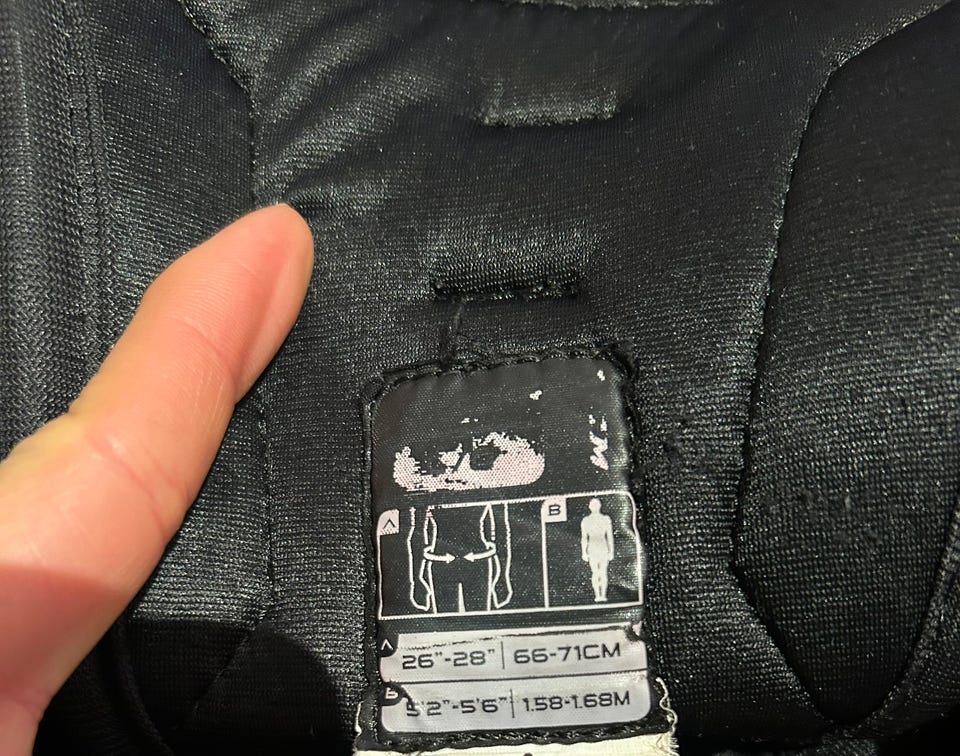 A B
A 26"-28" | 66-71CM
B 5'2"-5'6" | 1.58-1.68M